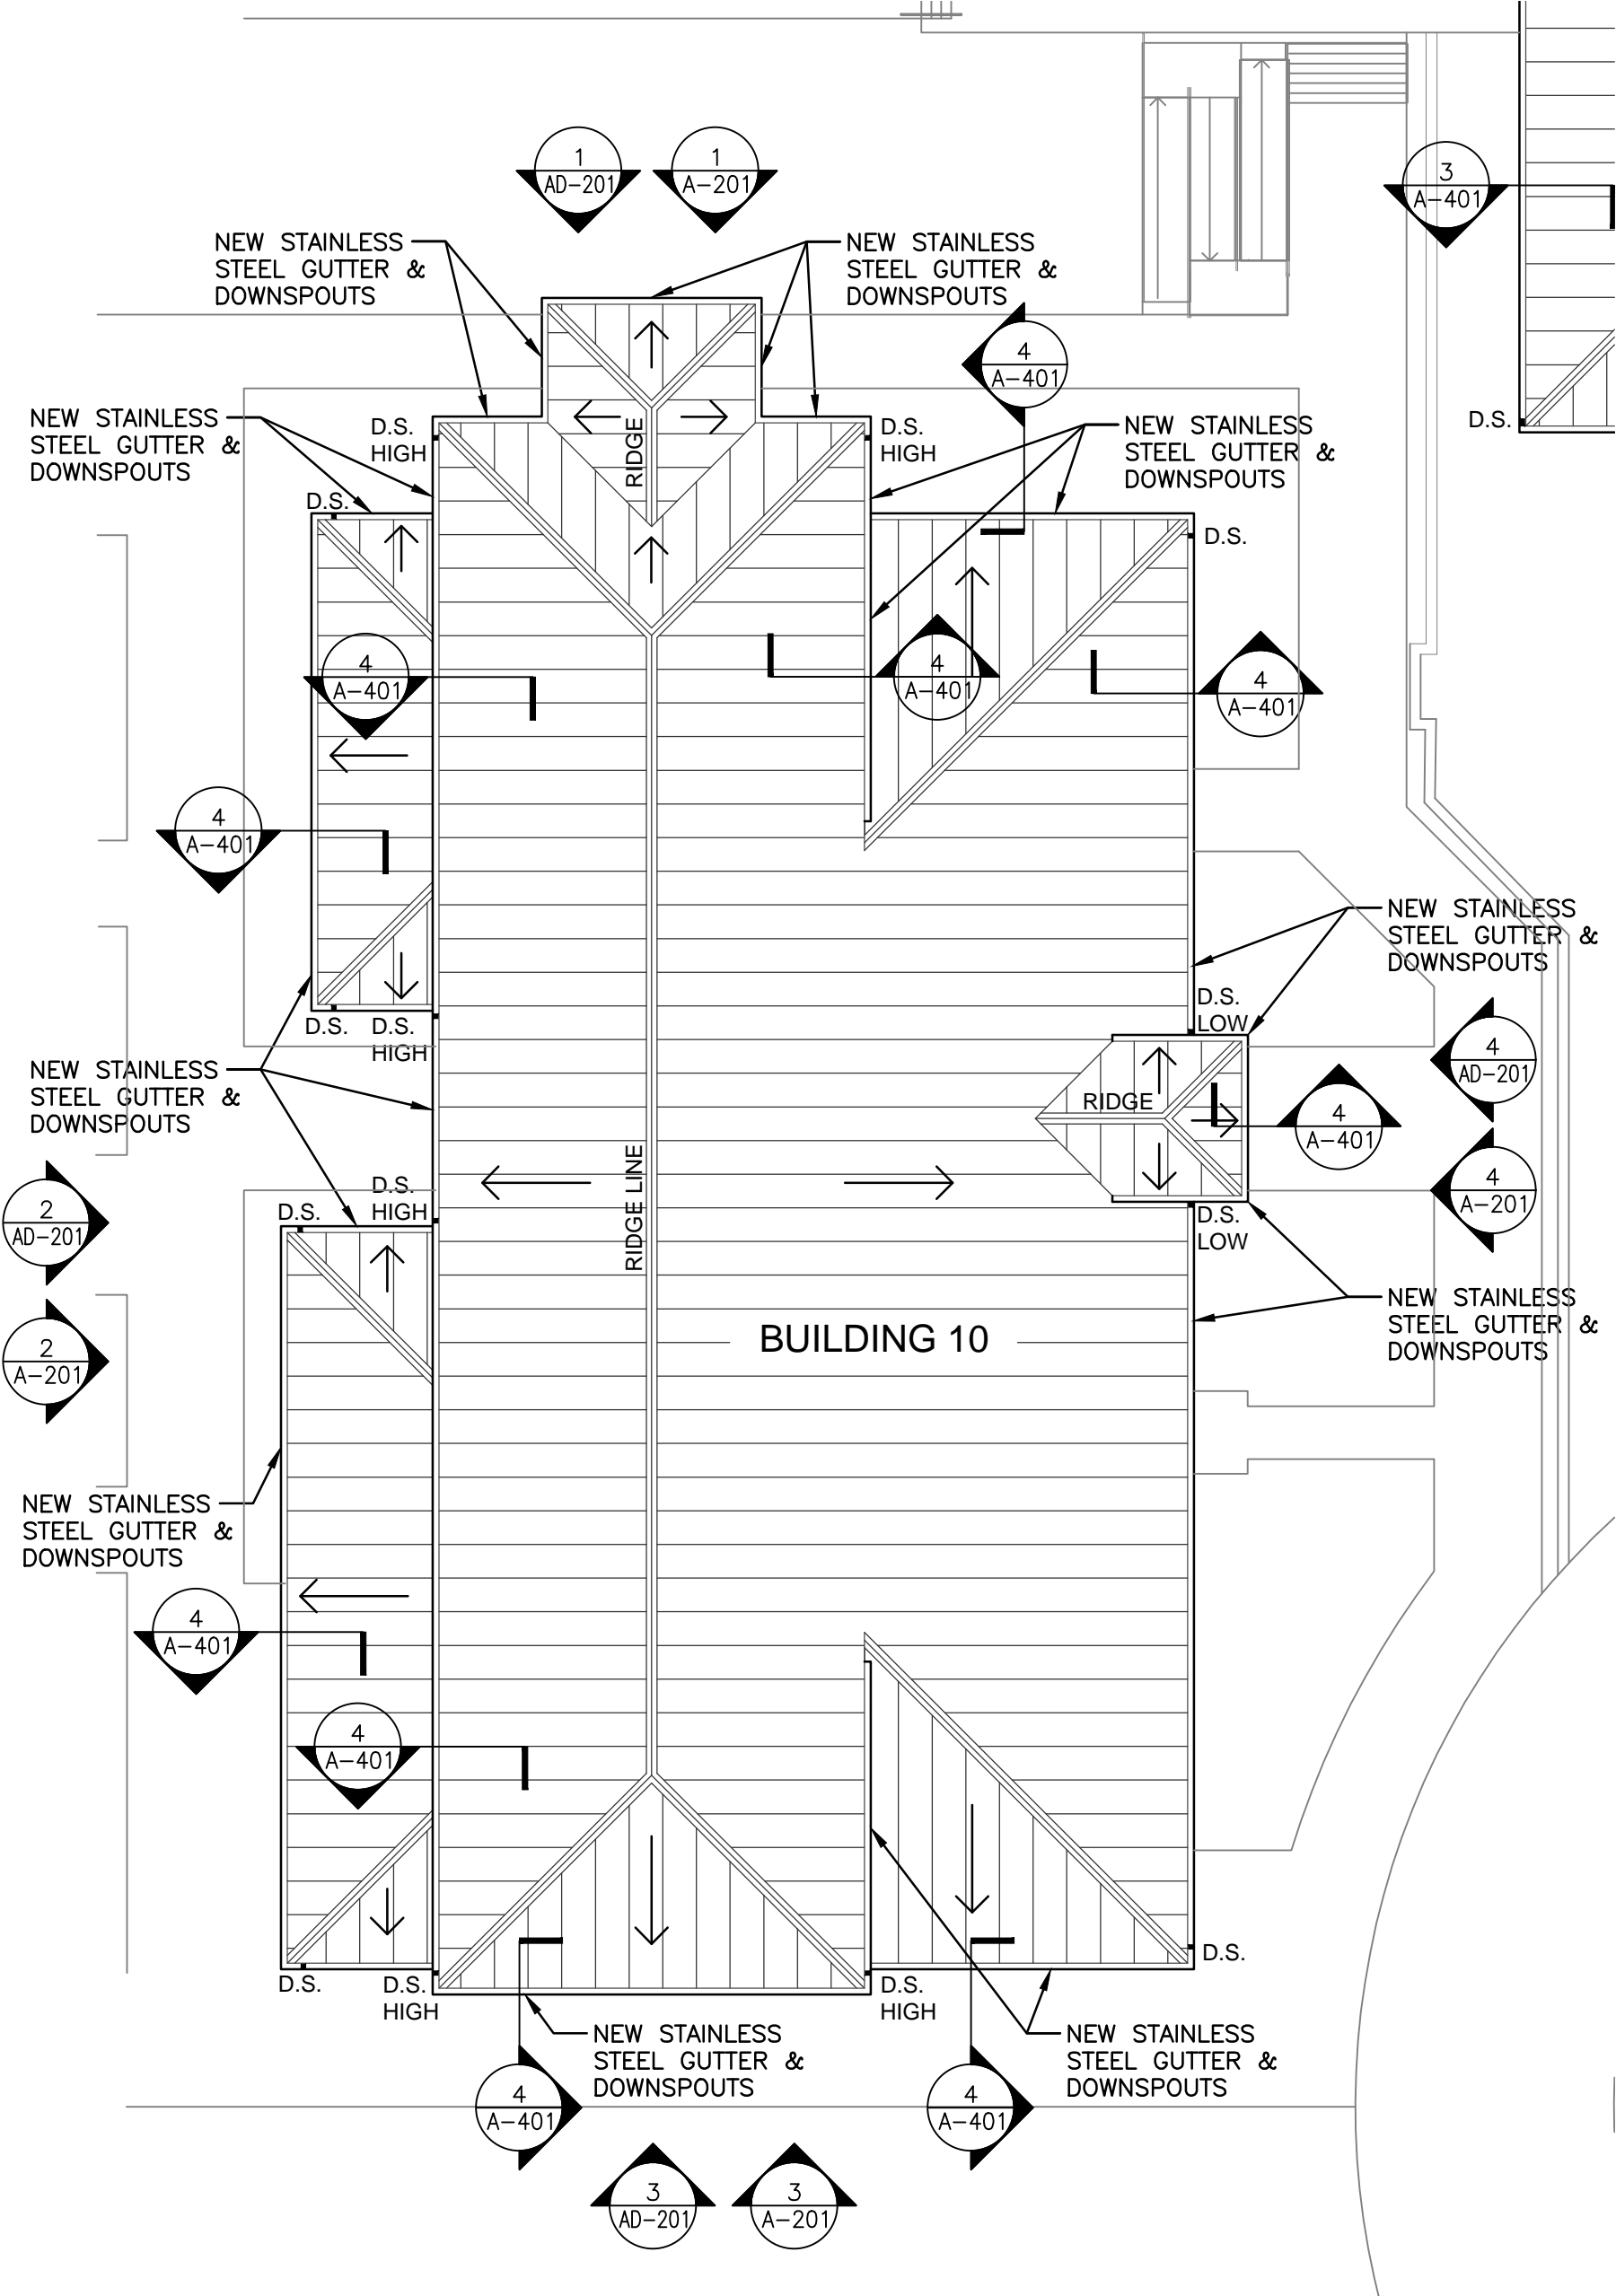 1
AD-201
1
A-201
3
A-401
NEW STAINLESS
STEEL GUTTER &
DOWNSPOUTS
NEW STAINLESS
STEEL GUTTER &
DOWNSPOUTS
4
A-401
NEW STAINLESS
STEEL GUTTER &
DOWNSPOUTS
D.S.
HIGH
RIDGE
D.S.
HIGH
NEW STAINLESS
STEEL GUTTER &
DOWNSPOUTS
D.S.
D.S.
D.S.
4
A-401
4
A-401
4
A-401
4
A-401
NEW STAINLESS
STEEL GUTTER &
DOWNSPOUTS
D.S.
D.S.
HIGH
D.S.
LOW
NEW STAINLESS
STEEL GUTTER &
DOWNSPOUTS
RIDGE
4
A-401
4
AD-201
4
A-201
2
AD-201
2
A-201
D.S.
D.S.
HIGH
RIDGE LINE
D.S.
LOW
NEW STAINLESS
STEEL GUTTER &
DOWNSPOUTS
BUILDING 10
NEW STAINLESS
STEEL GUTTER &
DOWNSPOUTS
4
A-401
4
A-401
D.S.
D.S.
HIGH
D.S.
HIGH
D.S.
NEW STAINLESS
STEEL GUTTER &
DOWNSPOUTS
NEW STAINLESS
STEEL GUTTER &
DOWNSPOUTS
4
A-401
4
A-401
3
AD-201
3
A-201